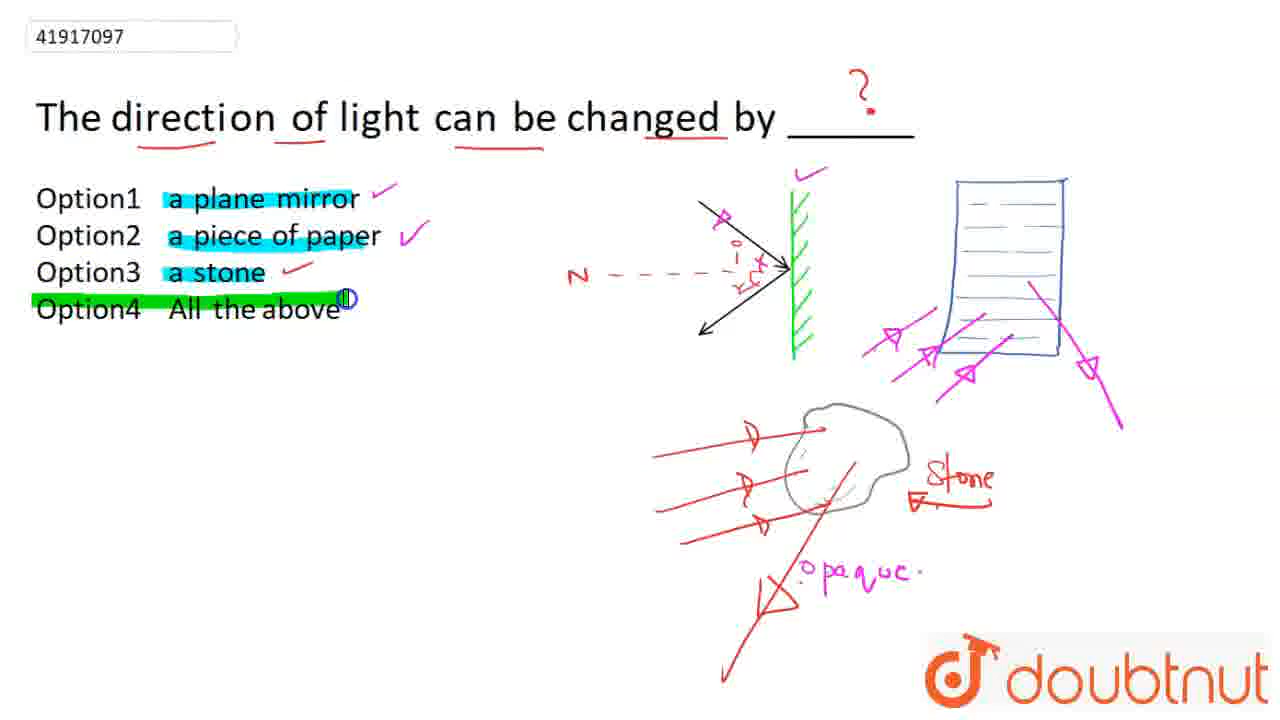 41917097
The direction of light can be changed by ________ ?
Option1 a plane mirror
Option2 a piece of paper
Option3 a stone
Option4 All the above
N
Stone
opaque.
doubtnut